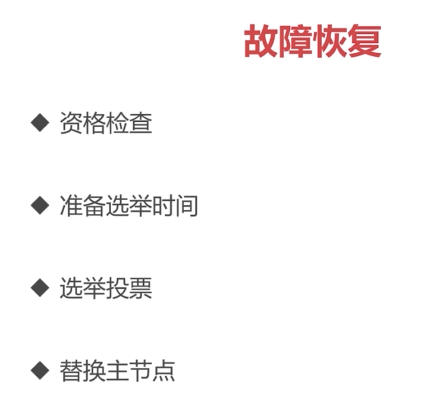 故障恢复
◆ 资格检查
◆ 准备选举时间
◆ 选举投票
◆ 替换主节点